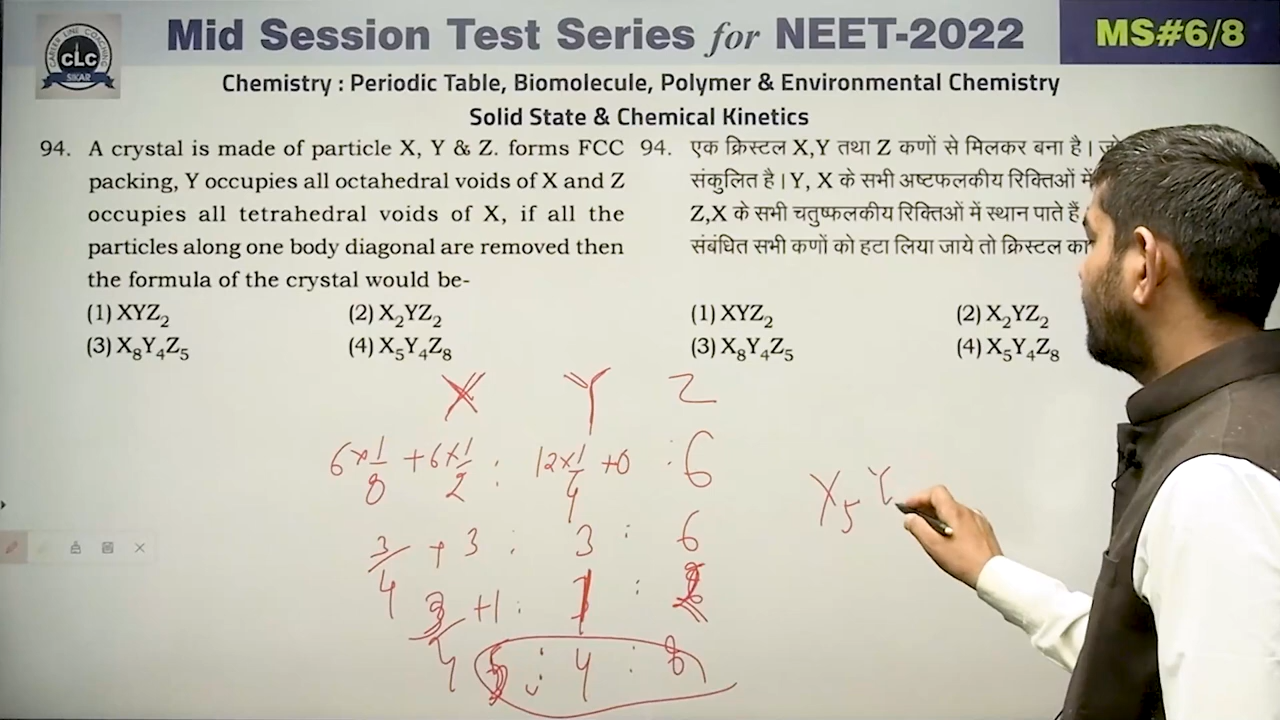 CAREER LINE COACHING
CLC
SIKAR
Mid Session Test Series for NEET-2022
MS#6/8
Chemistry : Periodic Table, Biomolecule, Polymer & Environmental Chemistry
Solid State & Chemical Kinetics
94. A crystal is made of particle X, Y & Z. forms FCC
packing, Y occupies all octahedral voids of X and Z
occupies all tetrahedral voids of X, if all the
particles along one body diagonal are removed then
the formula of the crystal would be-
(1) XYZ₂ (2) X₂YZ₂
(3) X₈Y₄Z₅ (4) X₅Y₄Z₈
94. एक क्रिस्टल X,Y तथा Z कणों से मिलकर बना है।
संकुलित है। Y, X के सभी अष्टफलकीय रिक्तिओं में
Z,X के सभी चतुष्फलकीय रिक्तिओं में स्थान पाते हैं
संबंधित सभी कणों को हटा लिया जाये तो क्रिस्टल का
(1) XYZ₂ (2) X₂YZ₂
(3) X₈Y₄Z₅ (4) X₅Y₄Z₈
X Y Z
6×1/8 + 6×1/2 : 12×1/4 + 0 : 6
3/4 + 3 : 3 : 6
3/4 + 1 : 1 : 2
5 : 4 : 8
X₅Y